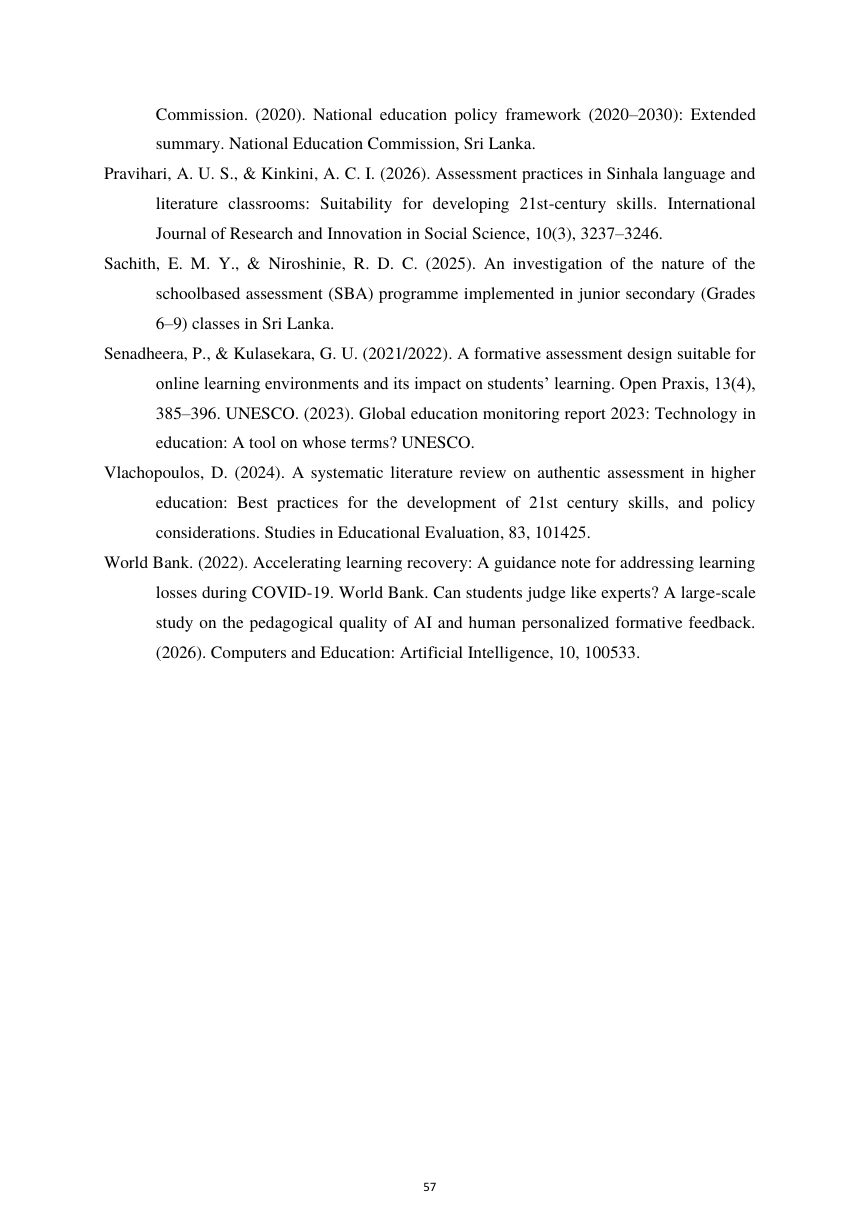 Commission. (2020). National education policy framework (2020–2030): Extended
summary. National Education Commission, Sri Lanka.
Pravihari, A. U. S., & Kinkini, A. C. I. (2026). Assessment practices in Sinhala language and
literature classrooms: Suitability for developing 21st-century skills. International
Journal of Research and Innovation in Social Science, 10(3), 3237–3246.
Sachith, E. M. Y., & Niroshinie, R. D. C. (2025). An investigation of the nature of the
schoolbased assessment (SBA) programme implemented in junior secondary (Grades
6–9) classes in Sri Lanka.
Senadheera, P., & Kulasekara, G. U. (2021/2022). A formative assessment design suitable for
online learning environments and its impact on students’ learning. Open Praxis, 13(4),
385–396. UNESCO. (2023). Global education monitoring report 2023: Technology in
education: A tool on whose terms? UNESCO.
Vlachopoulos, D. (2024). A systematic literature review on authentic assessment in higher
education: Best practices for the development of 21st century skills, and policy
considerations. Studies in Educational Evaluation, 83, 101425.
World Bank. (2022). Accelerating learning recovery: A guidance note for addressing learning
losses during COVID-19. World Bank. Can students judge like experts? A large-scale
study on the pedagogical quality of AI and human personalized formative feedback.
(2026). Computers and Education: Artificial Intelligence, 10, 100533.
57